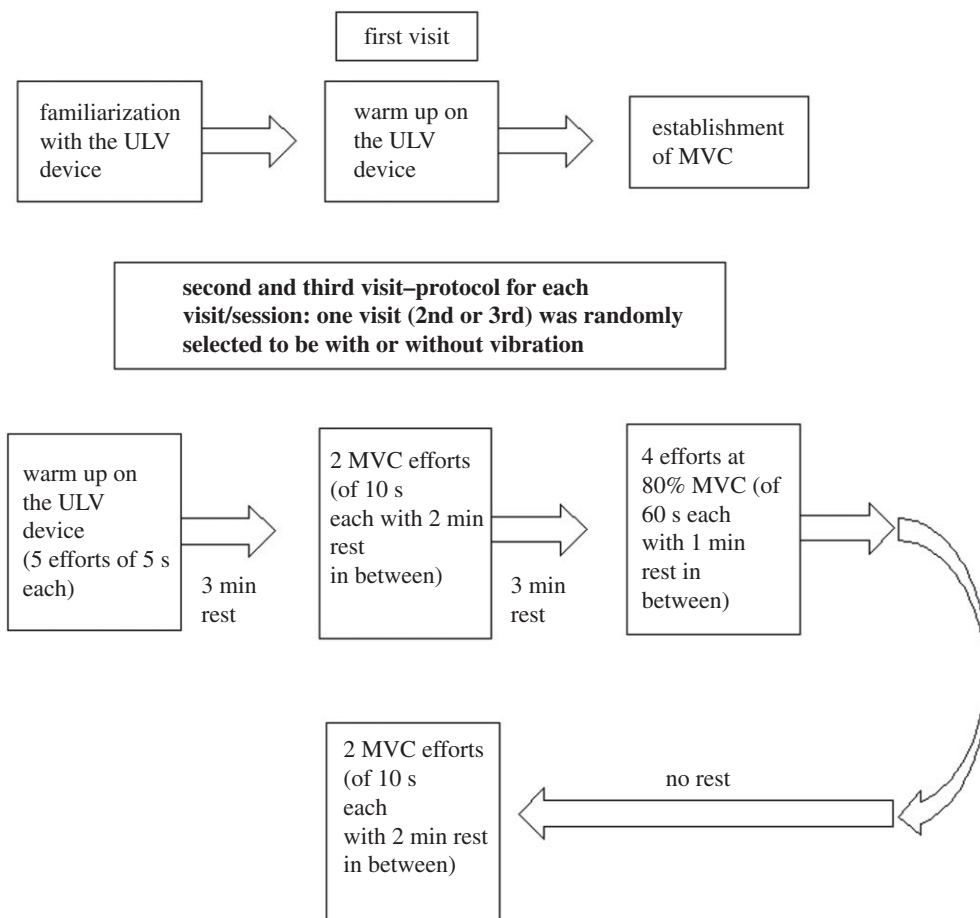 first visit
familiarization
with the ULV
device
warm up on
the ULV
device
establishment
of MVC
second and third visit–protocol for each
visit/session: one visit (2nd or 3rd) was randomly
selected to be with or without vibration
warm up on
the ULV
device
(5 efforts of 5 s
each)
3 min
rest
2 MVC efforts
(of 10 s
each with 2 min
rest
in between)
3 min
rest
4 efforts at
80% MVC (of
60 s each
with 1 min
rest in
between)
no rest
2 MVC efforts
(of 10 s
each
with 2 min rest
in between)